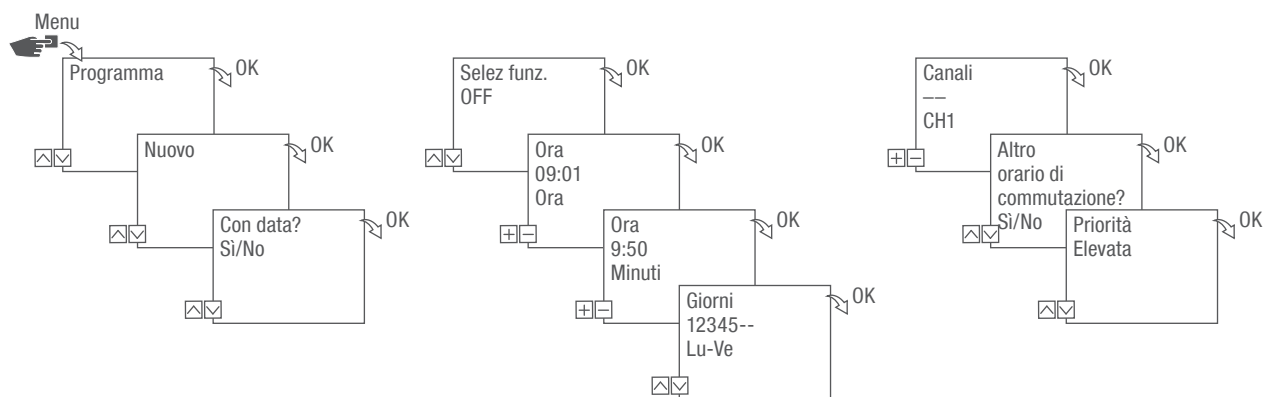 Menu
Programma
OK
Nuovo
OK
Con data?
Sì/No
OK
Selez funz.
OFF
OK
Ora
09:01
Ora
OK
Ora
9:50
Minuti
OK
Giorni
12345--
Lu-Ve
OK
Canali
––
CH1
OK
Altro
orario di
commutazione?
Sì/No
OK
Priorità
Elevata
OK